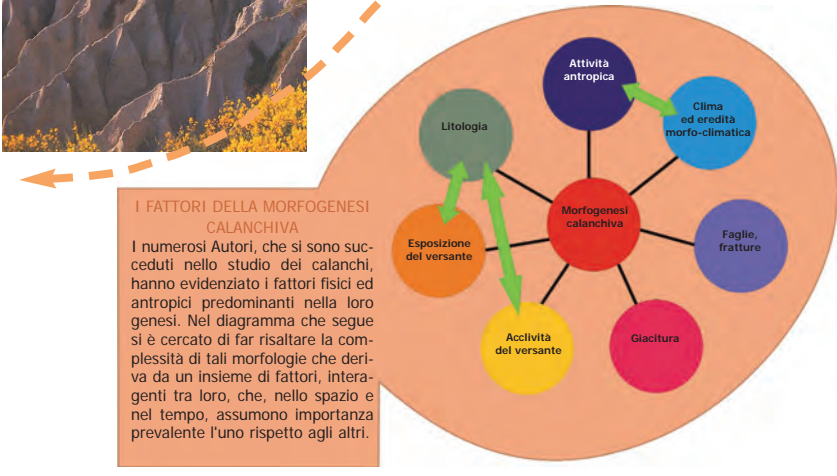 I FATTORI DELLA MORFOGENESI
CALANCHIVA
I numerosi Autori, che si sono suc-
ceduti nello studio dei calanchi,
hanno evidenziato i fattori fisici ed
antropici predominanti nella loro
genesi. Nel diagramma che segue
si è cercato di far risaltare la com-
plessità di tali morfologie che deri-
va da un insieme di fattori, intera-
genti tra loro, che, nello spazio e
nel tempo, assumono importanza
prevalente l'uno rispetto agli altri.
Attività
antropica
Clima
ed eredità
morfo-climatica
Litologia
Morfogenesi
calanchiva
Faglie,
fratture
Esposizione
del versante
Acclività
del versante
Giacitura